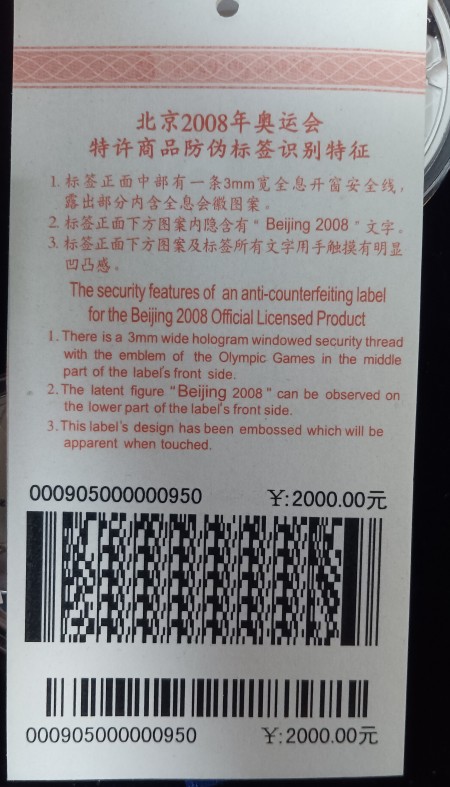 北京2008年奥运会
特许商品防伪标签识别特征
1. 标签正面中部有一条3mm宽全息开窗安全线，
露出部分内含全息会徽图案。
2. 标签正面下方图案内隐含有“Beijing 2008”文字。
3. 标签正面下方图案及标签所有文字用手触摸有明显
凹凸感。
The security features of an anti-counterfeiting label
for the Beijing 2008 Official Licensed Product
1. There is a 3mm wide hologram windowed security thread
with the emblem of the Olympic Games in the middle
part of the label's front side.
2. The latent figure "Beijing 2008" can be observed on
the lower part of the label's front side.
3. This label's design has been embossed which will be
apparent when touched.
000905000000950 ¥:2000.00元
000905000000950 ¥:2000.00元